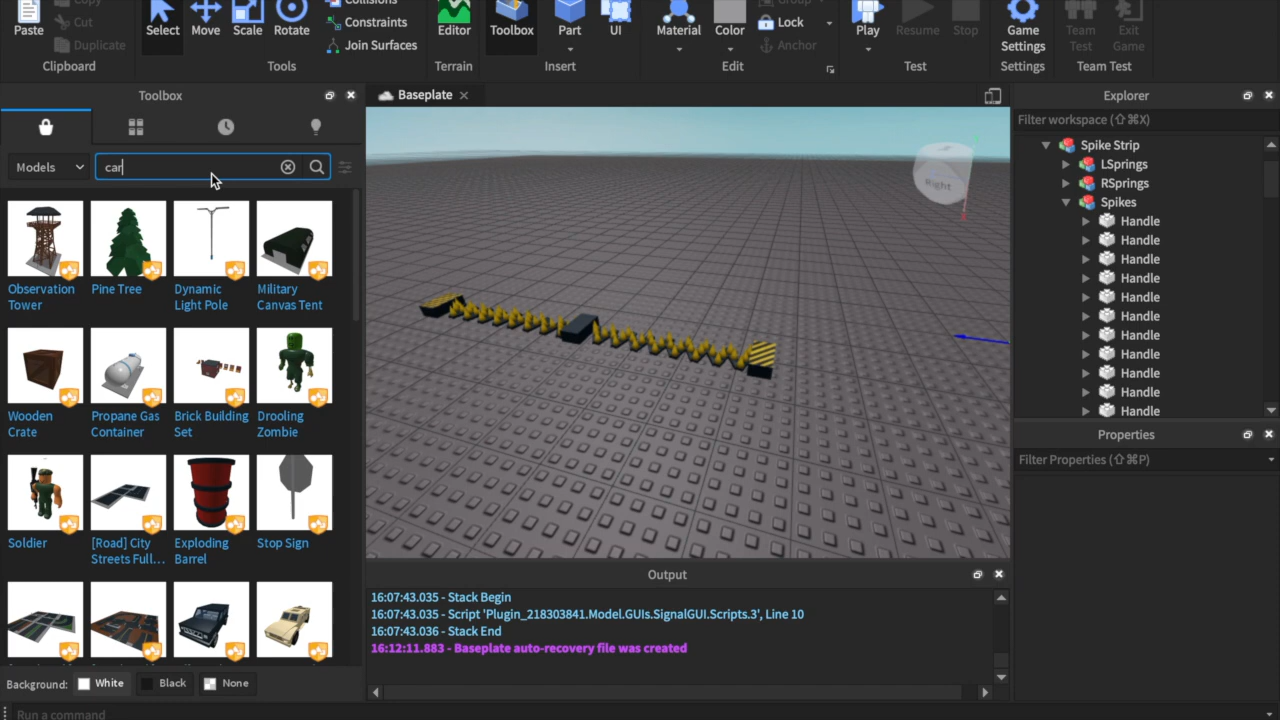 Copy
Group
Collisions
Cut
Constraints
Lock
Paste
Duplicate
Select
Move
Scale
Rotate
Join Surfaces
Editor
Toolbox
Part
UI
Material
Color
Anchor
Play
Resume
Stop
Game
Settings
Team
Test
Exit
Game
Clipboard
Tools
Terrain
Insert
Edit
Test
Settings
Team Test
Toolbox
Baseplate
Explorer
Filter workspace (⇧⌘X)
Models
car
Spike Strip
LSprings
RSprings
Spikes
Handle
Handle
Handle
Handle
Handle
Handle
Handle
Handle
Handle
Handle
Handle
Right
Observation
Tower
Pine Tree
Dynamic
Light Pole
Military
Canvas Tent
Wooden
Crate
Propane Gas
Container
Brick Building
Set
Drooling
Zombie
Soldier
[Road] City
Streets Full...
Exploding
Barrel
Stop Sign
Background:
White
Black
None
Properties
Filter Properties (⇧⌘P)
Output
16:07:43.035 - Stack Begin
16:07:43.035 - Script 'Plugin_218303841.Model.GUIs.SignalGUI.Scripts.3', Line 10
16:07:43.036 - Stack End
16:12:11.883 - Baseplate auto-recovery file was created
Run a command